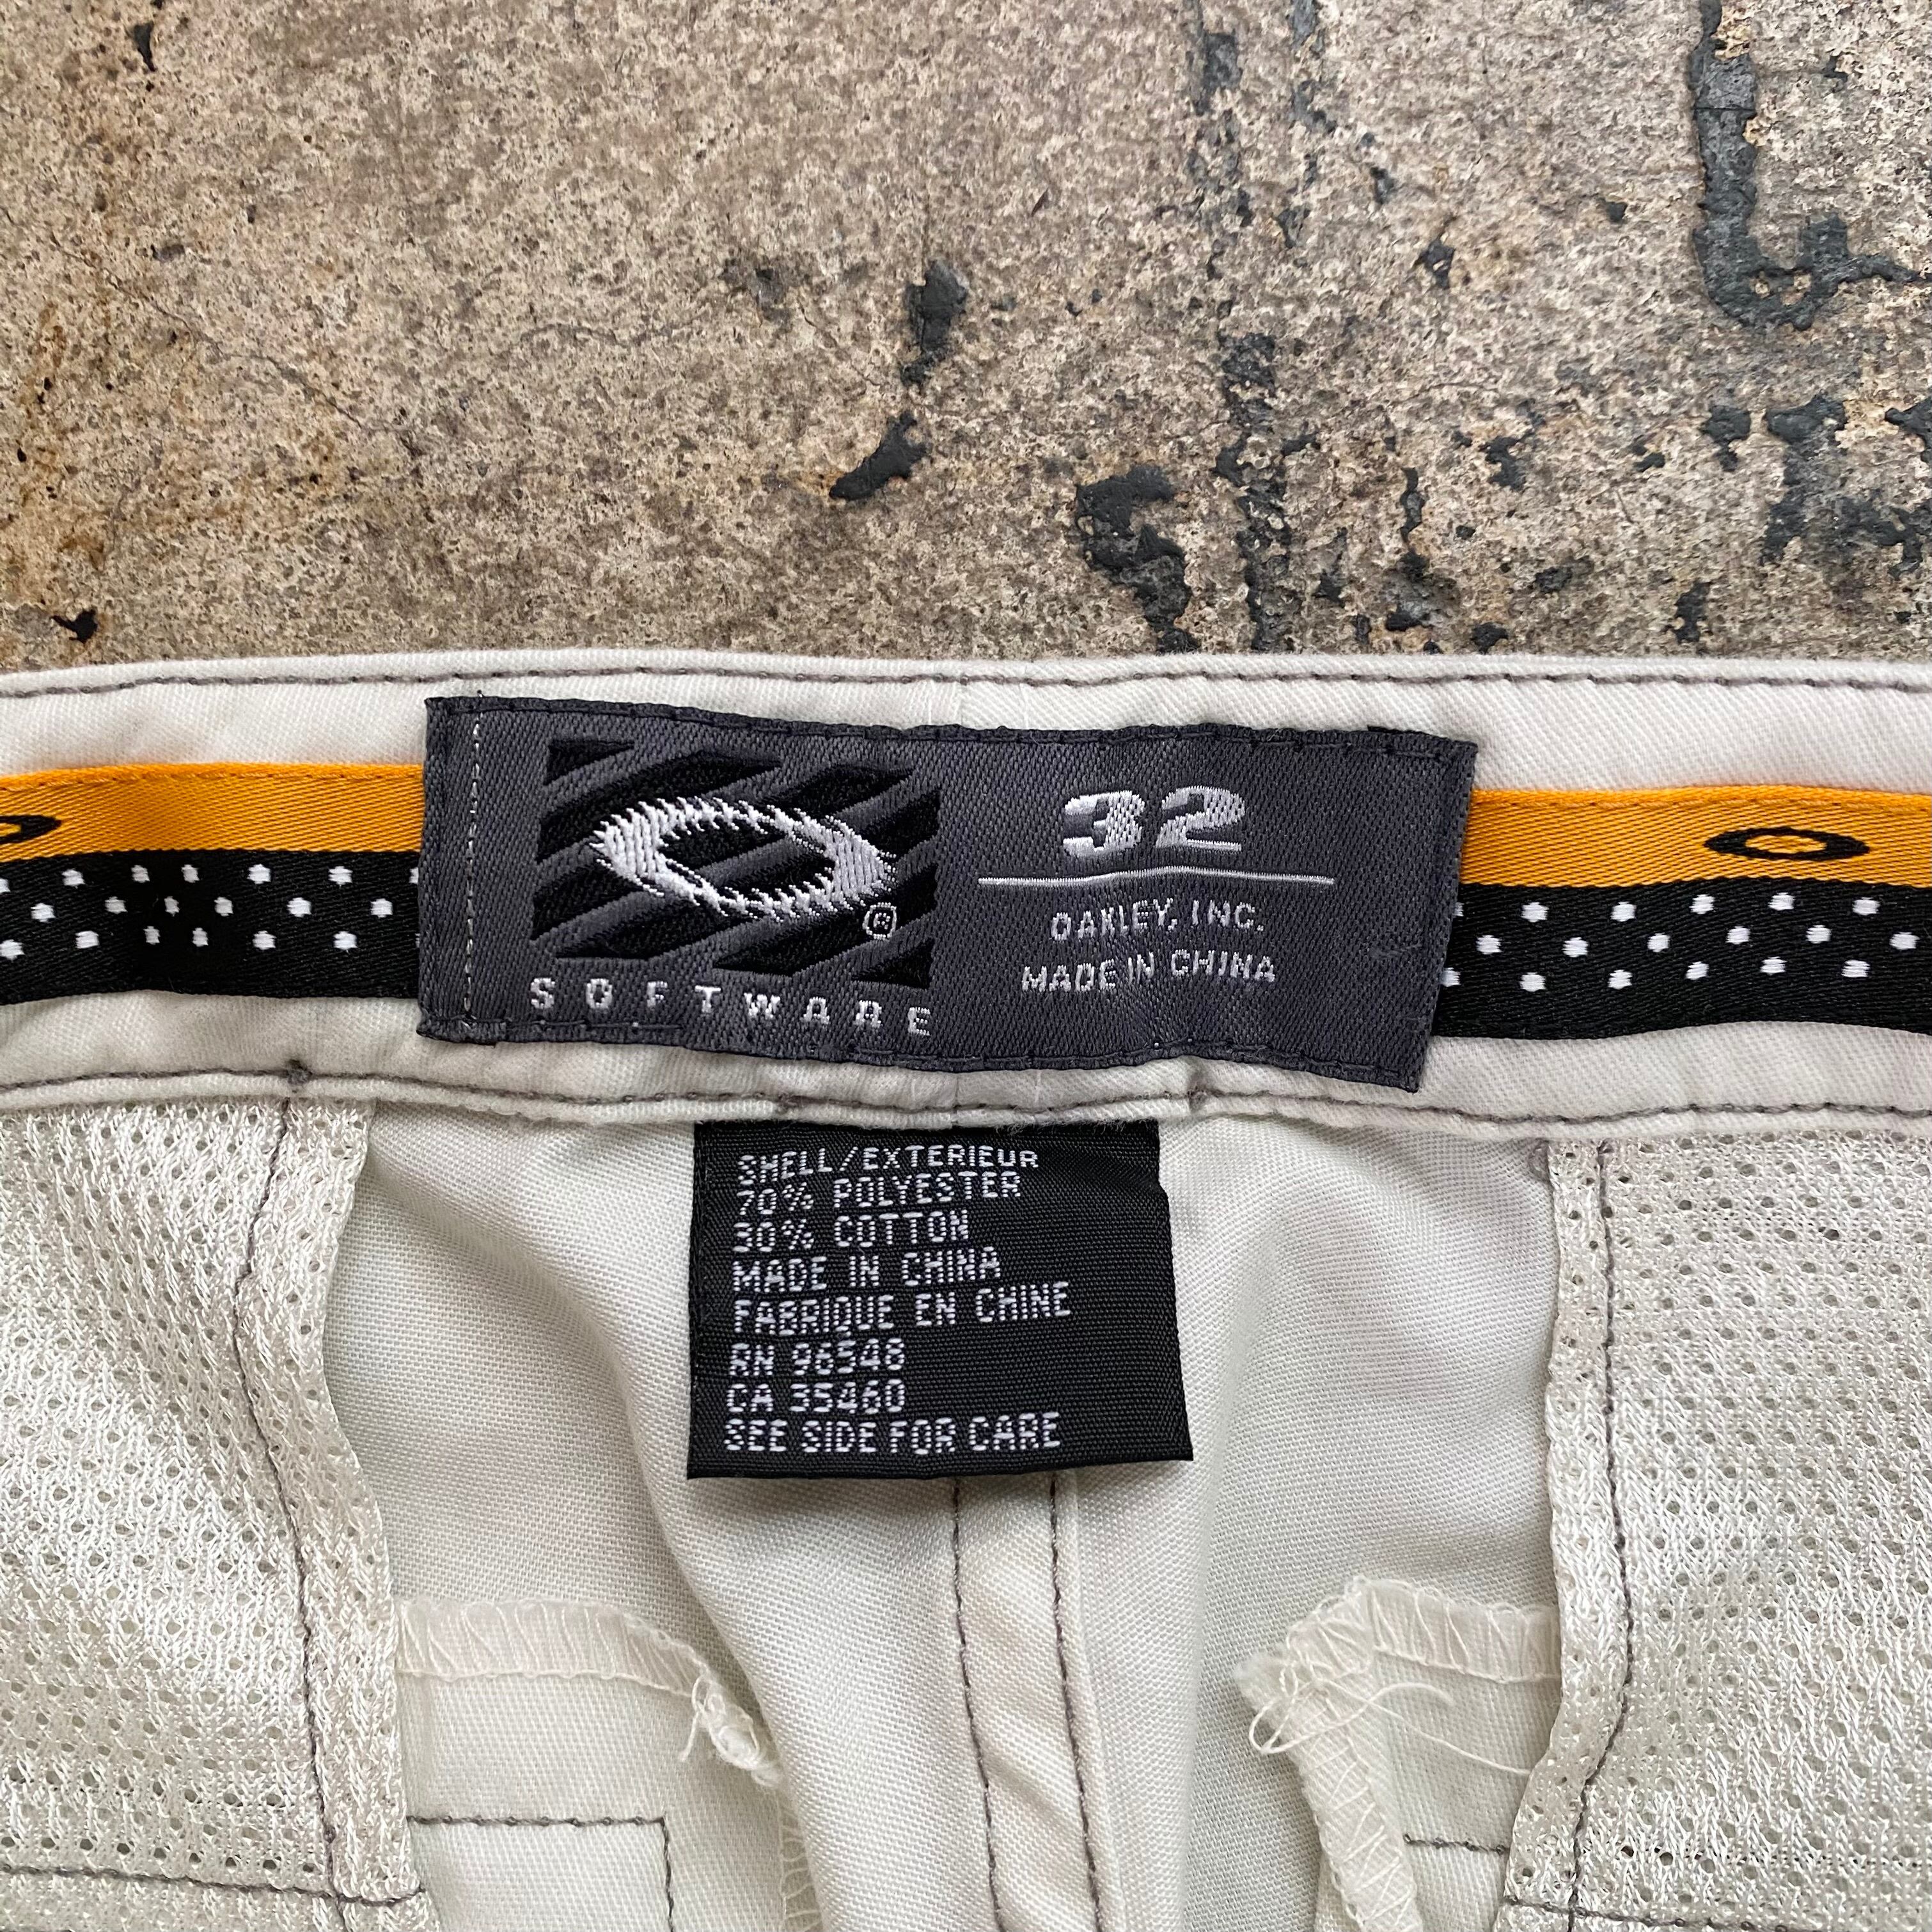 32
OAKLEY, INC.
MADE IN CHINA
®
SOFTWARE
SHELL/EXTERIEUR
70% POLYESTER
30% COTTON
MADE IN CHINA
FABRIQUE EN CHINE
RN 96548
CA 35460
SEE SIDE FOR CARE